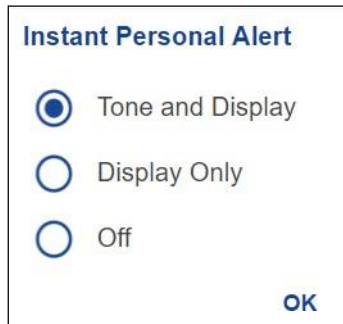 Instant Personal Alert
Tone and Display
Display Only
Off
OK